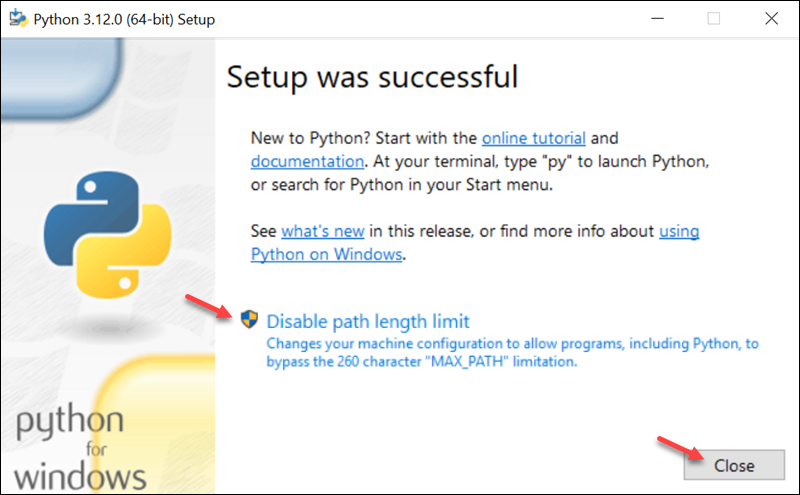 Python 3.12.0 (64-bit) Setup
Setup was successful
New to Python? Start with the online tutorial and
documentation. At your terminal, type "py" to launch Python,
or search for Python in your Start menu.
See what's new in this release, or find more info about using
Python on Windows.
Disable path length limit
Changes your machine configuration to allow programs, including Python, to
bypass the 260 character "MAX_PATH" limitation.
python
for
windows
Close